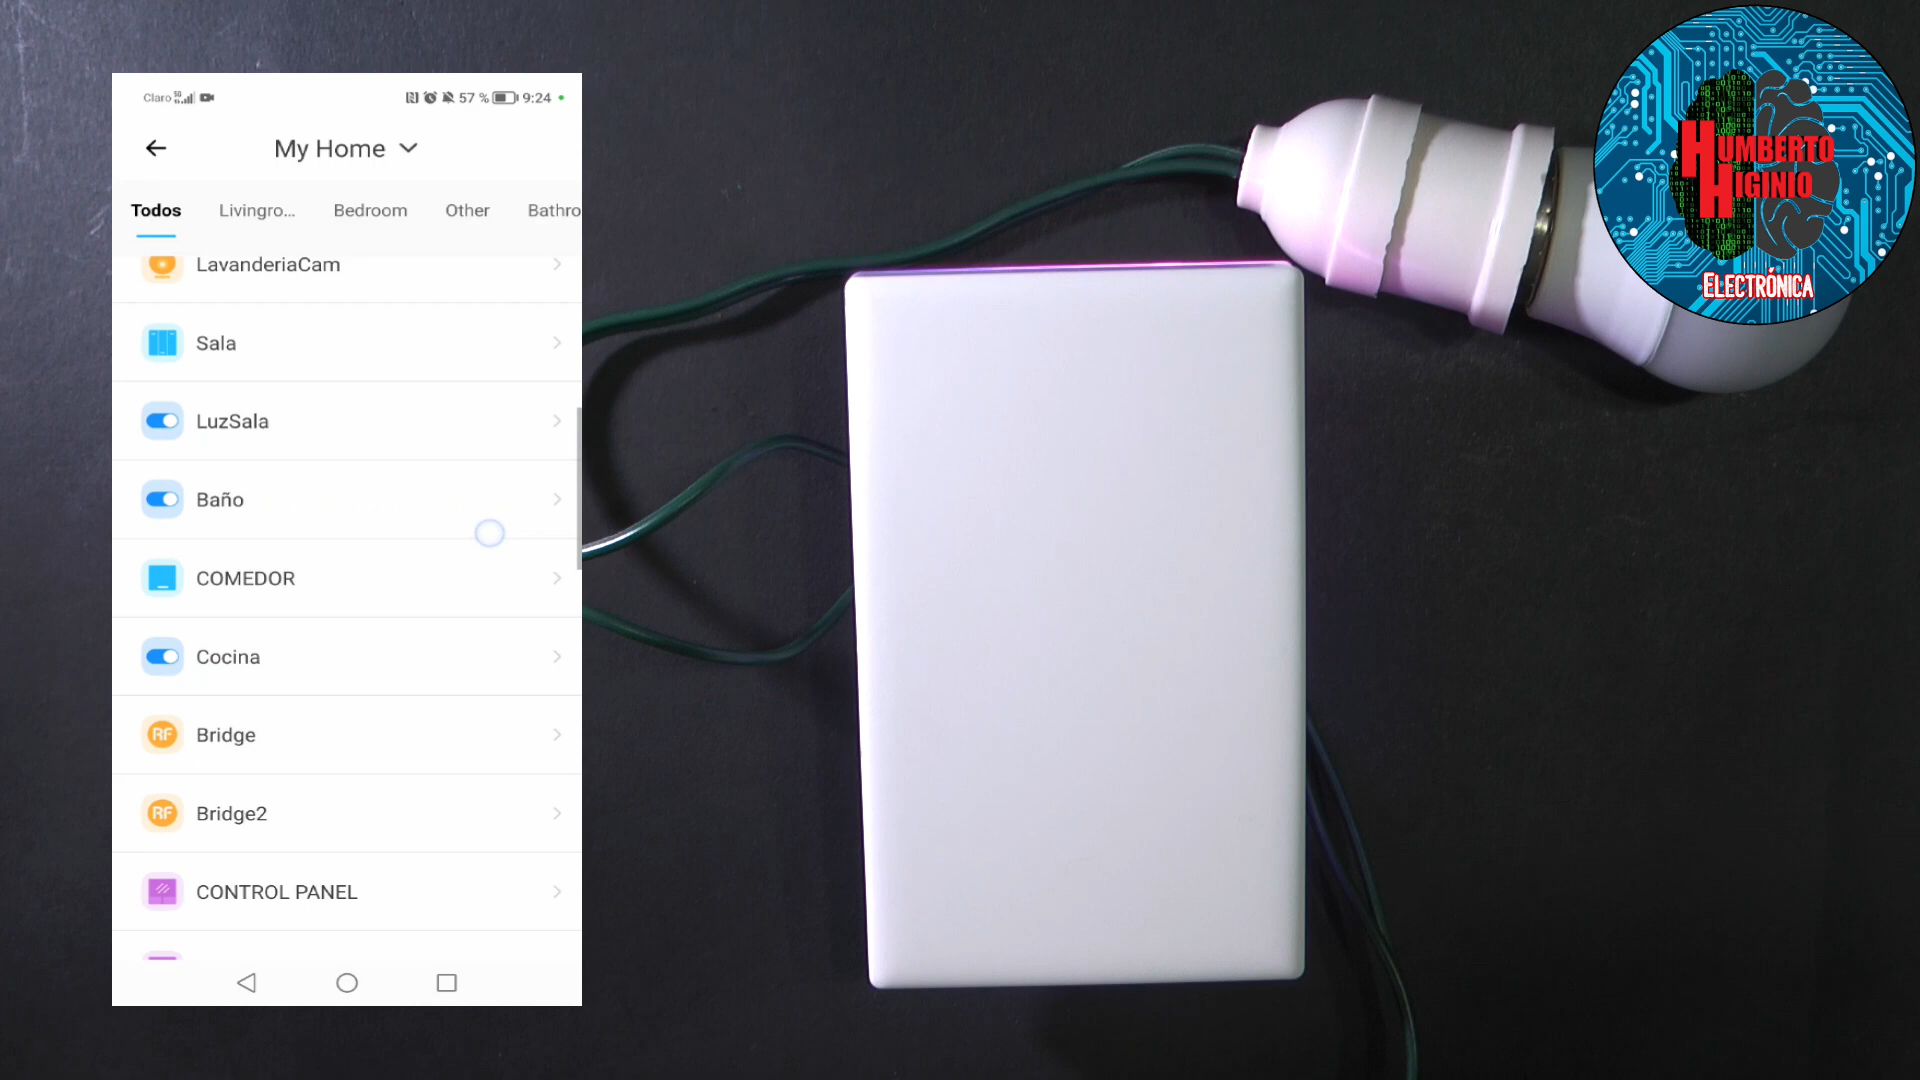 Claro 5G 57 % 9:24
My Home
Todos Livingro... Bedroom Other Bathro
LavanderiaCam
Sala
LuzSala
Baño
COMEDOR
Cocina
RF Bridge
RF Bridge2
CONTROL PANEL
HUMBERTO
HIGINIO
ELECTRÓNICA